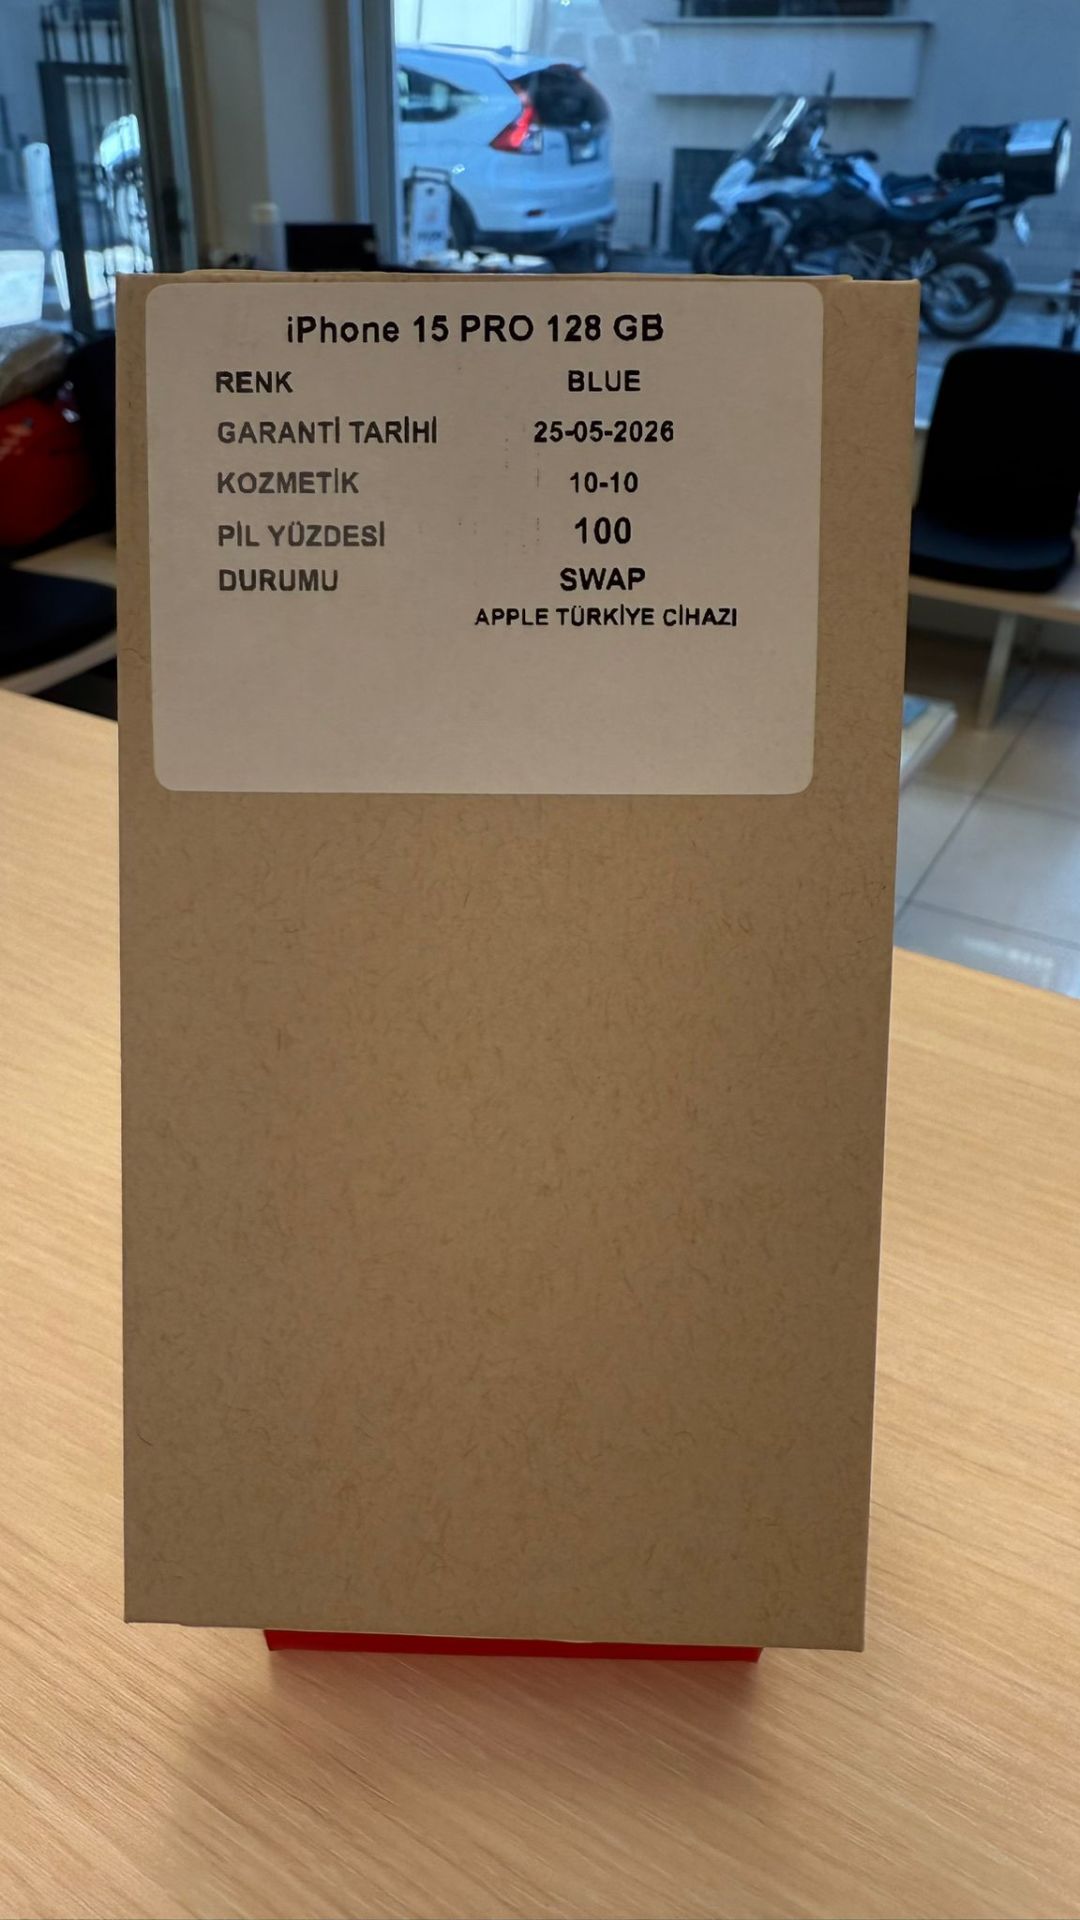 iPhone 15 PRO 128 GB
RENK BLUE
GARANTİ TARİHİ 25-05-2026
KOZMETİK 10-10
PİL YÜZDESİ 100
DURUMU SWAP
APPLE TÜRKİYE CİHAZI